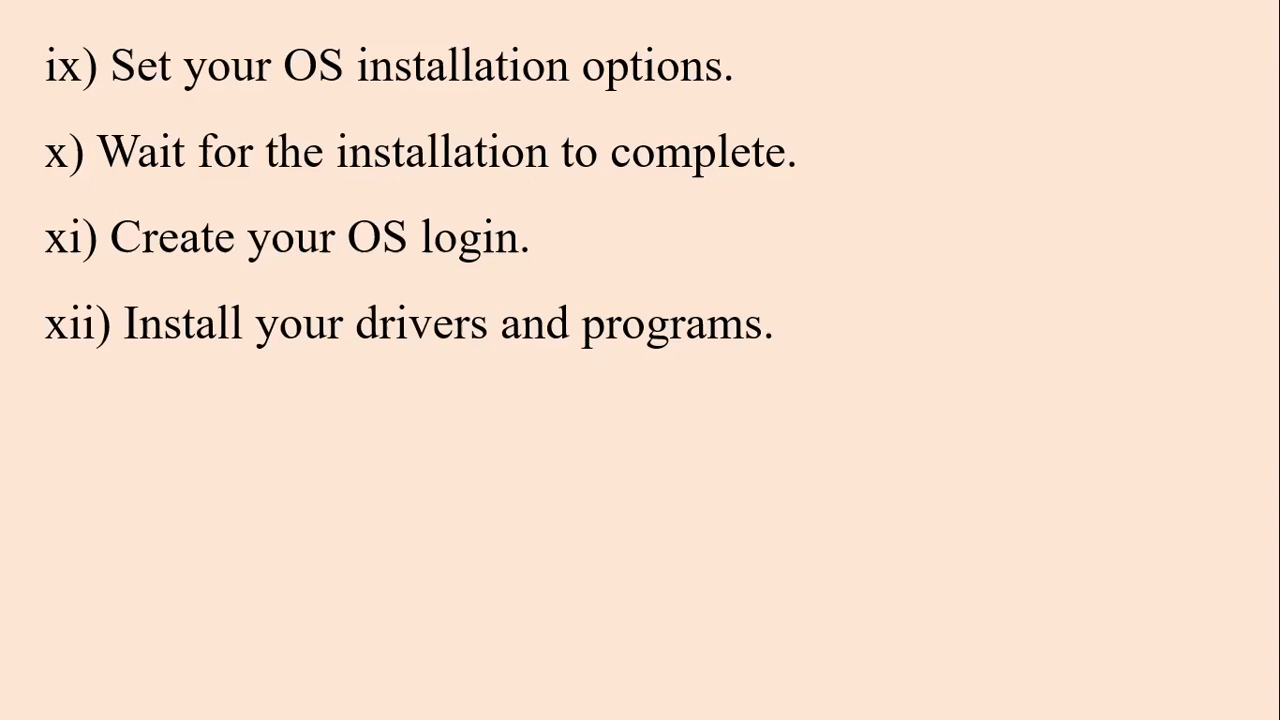 ix) Set your OS installation options.
x) Wait for the installation to complete.
xi) Create your OS login.
xii) Install your drivers and programs.